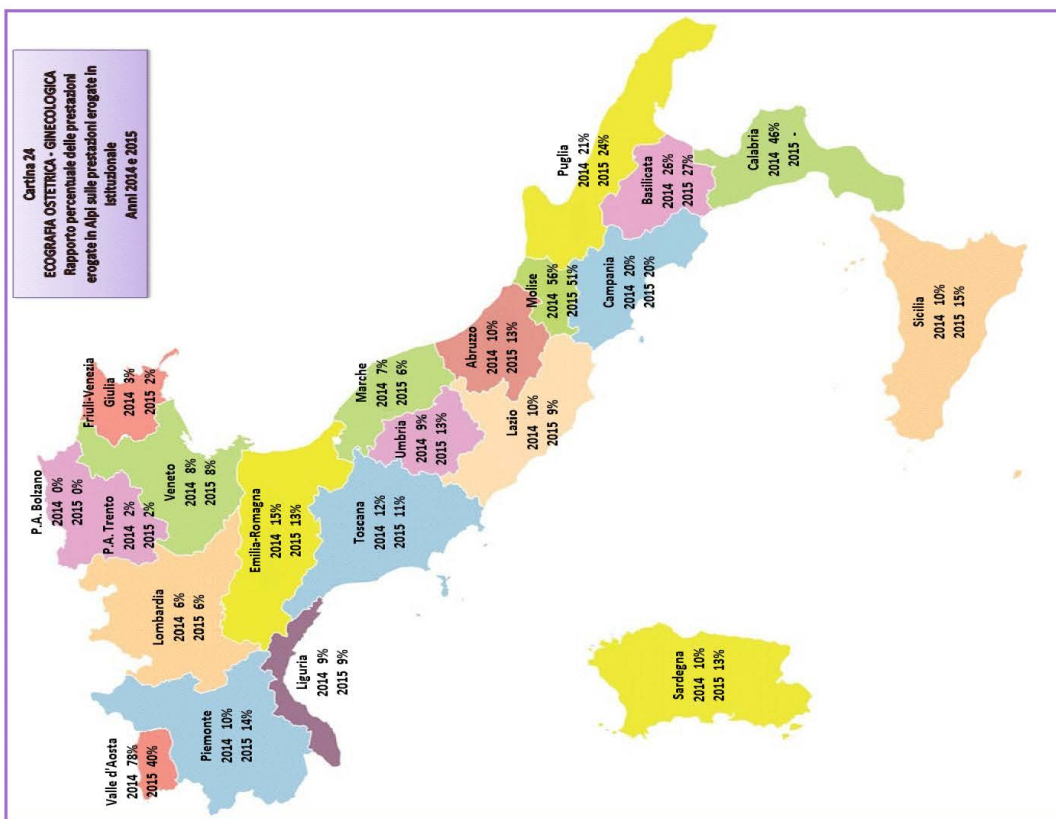 Cartina 24
ECOGRAFIA OSTETRICA - GINECOLOGICA
Rapporto percentuale delle prestazioni
erogate in Alpi sulle prestazioni erogate in
Istituzionale
Anni 2014 e 2015
P.A. Bolzano
2014 0%
2015 0%
P.A. Trento
2014 2%
2015 2%
Friuli-Venezia
Giulia
2014 3%
2015 2%
Valle d'Aosta
2014 78%
2015 40%
Lombardia
2014 6%
2015 6%
Veneto
2014 8%
2015 8%
Piemonte
2014 10%
2015 14%
Emilia-Romagna
2014 15%
2015 13%
Liguria
2014 9%
2015 9%
Toscana
2014 12%
2015 11%
Marche
2014 7%
2015 6%
Umbria
2014 9%
2015 13%
Abruzzo
2014 10%
2015 13%
Lazio
2014 10%
2015 9%
Molise
2014 56%
2015 51%
Puglia
2014 21%
2015 24%
Campania
2014 20%
2015 20%
Basilicata
2014 26%
2015 27%
Calabria
2014 46%
2015 -
Sardegna
2014 10%
2015 13%
Sicilia
2014 10%
2015 15%